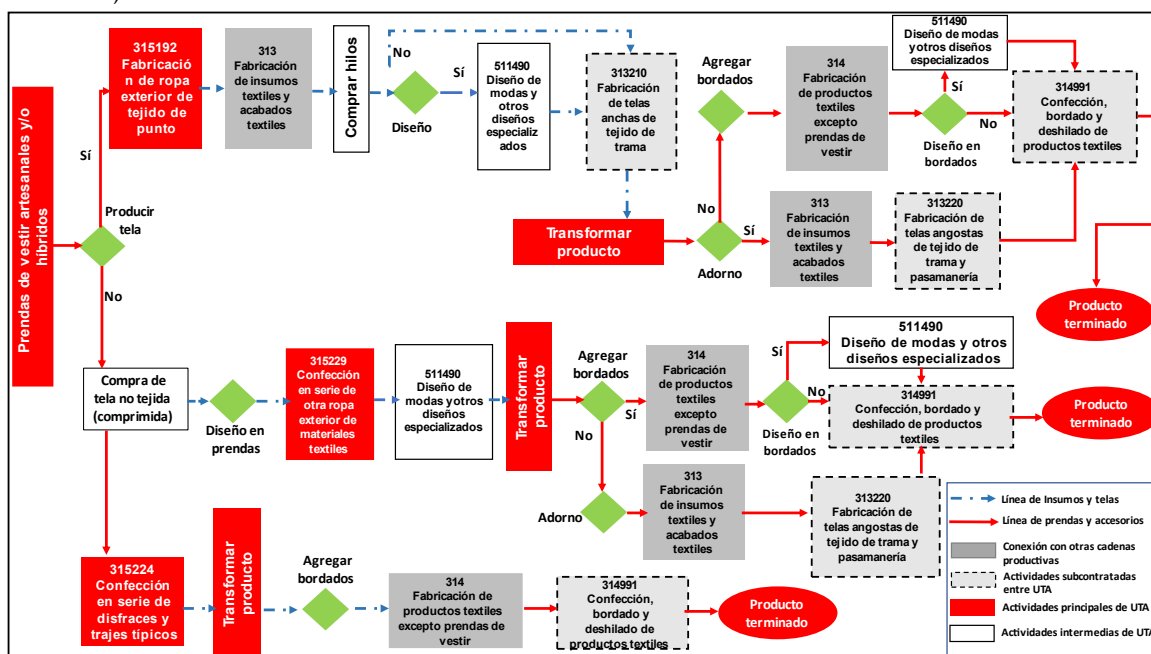 Prendas de vestir artesanales y/o
híbridos
Sí
Producir
tela
No
315192
Fabricació
n de ropa
exterior de
tejido de
punto
313
Fabricación
de insumos
textiles y
acabados
textiles
Comprar hilos
No
Diseño
Sí
511490
Diseño de
modas y
otros
diseños
especializ
ados
313210
Fabricación
de telas
anchas de
tejido de
trama
Transformar
producto
Agregar
bordados
No
Adorno
Sí
314
Fabricación
de productos
textiles
excepto
prendas de
vestir
511490
Diseño de modas
y otros diseños
especializados
Sí
No
Diseño en
bordados
314991
Confección,
bordado y
deshilado de
productos textiles
313
Fabricación
de insumos
textiles y
acabados
textiles
313220
Fabricación de
telas angostas
de tejido de
trama y
pasamanería
Producto
terminado
Compra de
tela no tejida
(comprimida)
Diseño en
prendas
315229
Confección
en serie de
otra ropa
exterior de
materiales
textiles
511490
Diseño de
modas y otros
diseños
especializados
Transformar
producto
Agregar
bordados
Sí
No
314
Fabricación
de productos
textiles
excepto
prendas de
vestir
Sí
No
Diseño en
bordados
511490
Diseño de modas y otros
diseños especializados
314991
Confección, bordado y
deshilado de productos
textiles
Producto
terminado
Adorno
313
Fabricación
de insumos
textiles y
acabados
textiles
313220
Fabricación de
telas angostas de
tejido de trama y
pasamanería
315224
Confección
en serie de
disfraces y
trajes típicos
Transformar
producto
Agregar
bordados
314
Fabricación de
productos textiles
excepto prendas de
vestir
314991
Confección,
bordado y
deshilado de
productos textiles
Producto
terminado
Línea de Insumos y telas
Línea de prendas y accesorios
Conexión con otras cadenas
productivas
Actividades subcontratadas
entre UTA
Actividades principales de UTA
Actividades intermedias de UTA